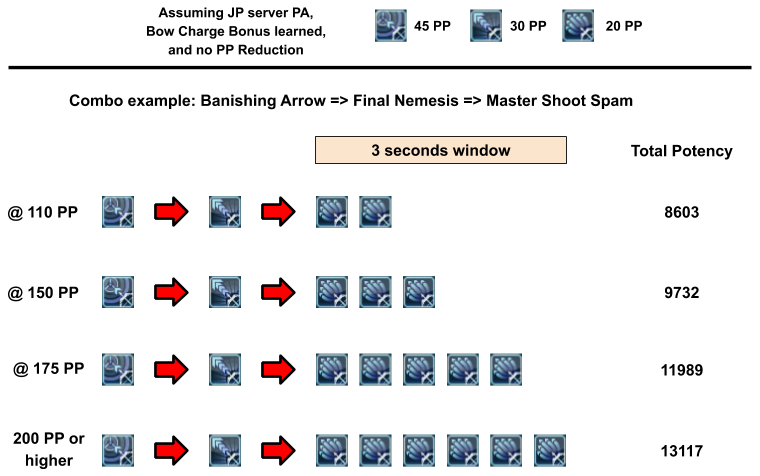 Assuming JP server PA,
Bow Charge Bonus learned,
and no PP Reduction
45 PP
30 PP
20 PP
Combo example: Banishing Arrow => Final Nemesis => Master Shoot Spam
3 seconds window
Total Potency
@ 110 PP
8603
@ 150 PP
9732
@ 175 PP
11989
200 PP or
higher
13117